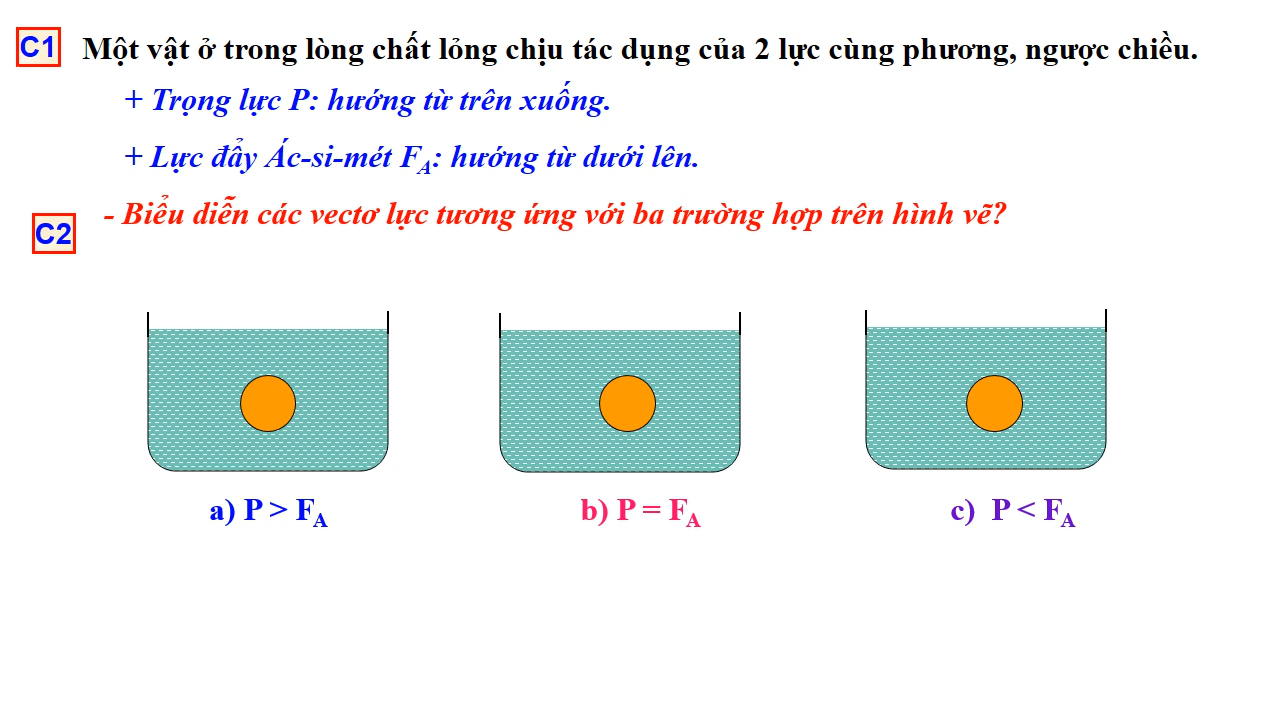 C1 Một vật ở trong lòng chất lỏng chịu tác dụng của 2 lực cùng phương, ngược chiều.
+ Trọng lực P: hướng từ trên xuống.
+ Lực đẩy Ác-si-mét FA: hướng từ dưới lên.
C2 - Biểu diễn các vectơ lực tương ứng với ba trường hợp trên hình vẽ?
a) P > FA b) P = FA c) P < FA